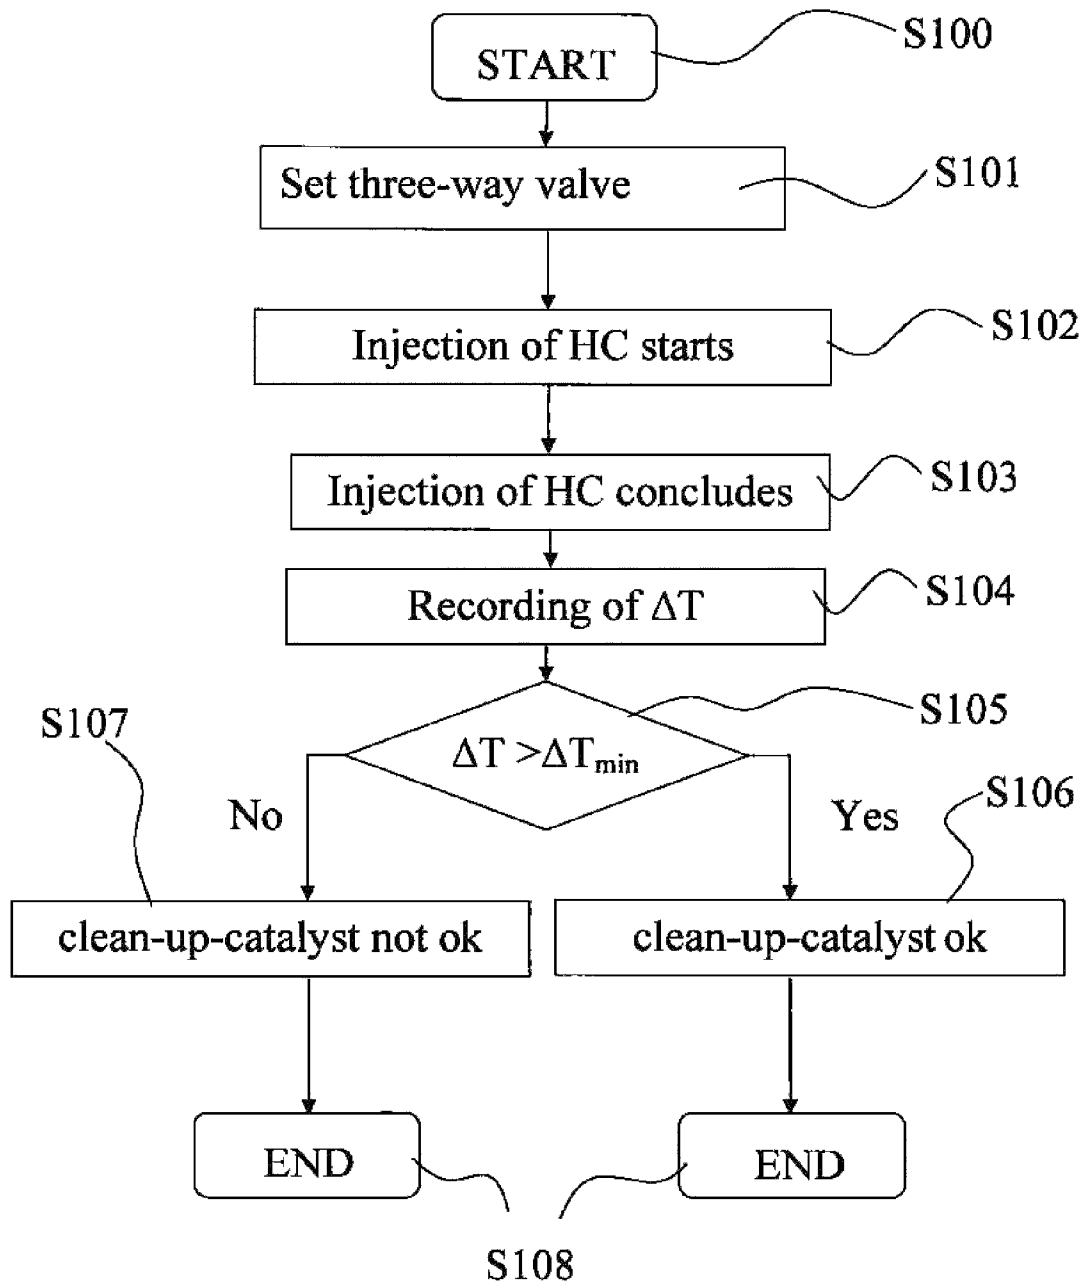 START
S100
Set three-way valve
S101
Injection of HC starts
S102
Injection of HC concludes
S103
Recording of ΔT
S104
ΔT >ΔTmin
S105
S107
No
Yes
S106
clean-up-catalyst not ok
clean-up-catalyst ok
END
END
S108